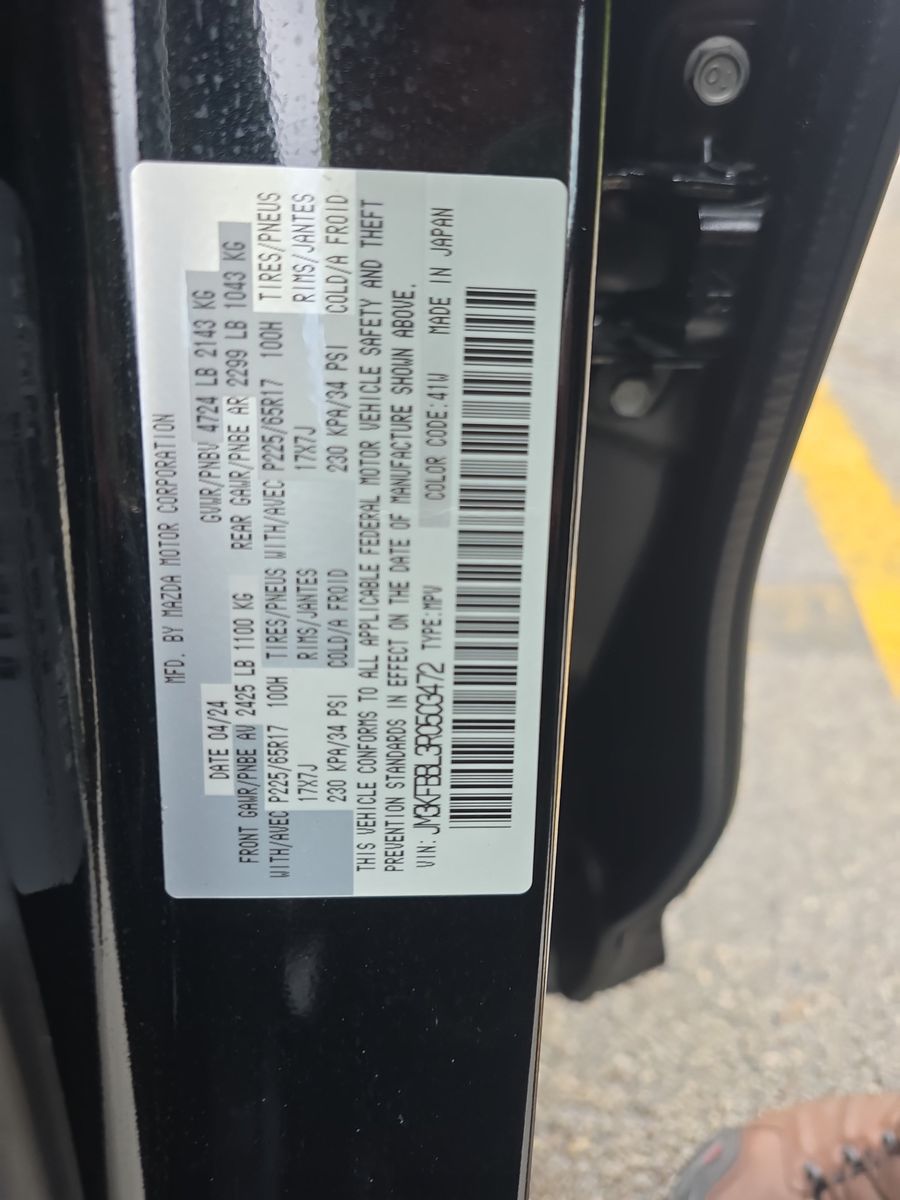 MFD. BY MAZDA MOTOR CORPORATION
DATE 04/24 GVWR/PNBV 4724 LB 2143 KG
FRONT GAWR/PNBE AV 2425 LB 1100 KG REAR GAWR/PNBE AR 2299 LB 1043 KG
WITH/AVEC P225/65R17 100H TIRES/PNEUS WITH/AVEC P225/65R17 100H TIRES/PNEUS
17X7J RIMS/JANTES 17X7J RIMS/JANTES
230 KPA/34 PSI COLD/A FROID 230 KPA/34 PSI COLD/A FROID
THIS VEHICLE CONFORMS TO ALL APPLICABLE FEDERAL MOTOR VEHICLE SAFETY AND THEFT
PREVENTION STANDARDS IN EFFECT ON THE DATE OF MANUFACTURE SHOWN ABOVE.
VIN: JM3KFBBL3R0503472 TYPE:MPV COLOR CODE:41W MADE IN JAPAN